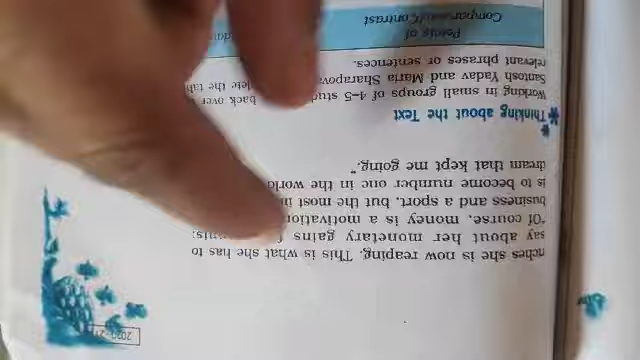 riches she is now reaping. This is what she has to
say about her monetary gains
"Of course, money is a
business and a sport, but the most
is to become number one in the
dream that kept me going."
Thinking about the Text
Working in small groups of 4–5 back over
Santosh Yadav and Maria the
relevant phrases or sentences.
Points of
Comparison/Contrast